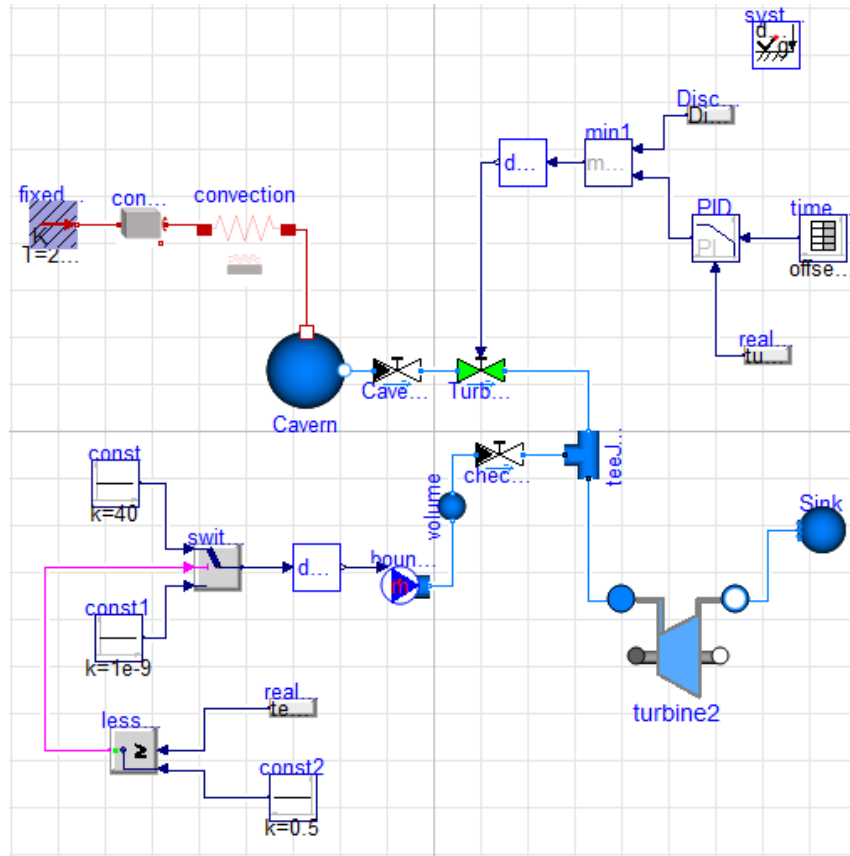 syst...
d...
g
Disc...
Di...
min1
m...
d...
fixed...
K
T=2...
con...
convection
PID
PI
time...
offse...
real...
tu...
Cavern
Cave...
Turb...
teeJ...
chec...
volume
const
k=40
swit...
d...
boun...
ṁ
Sink
const1
k=1e-9
turbine2
real...
te...
less...
≥
const2
k=0.5